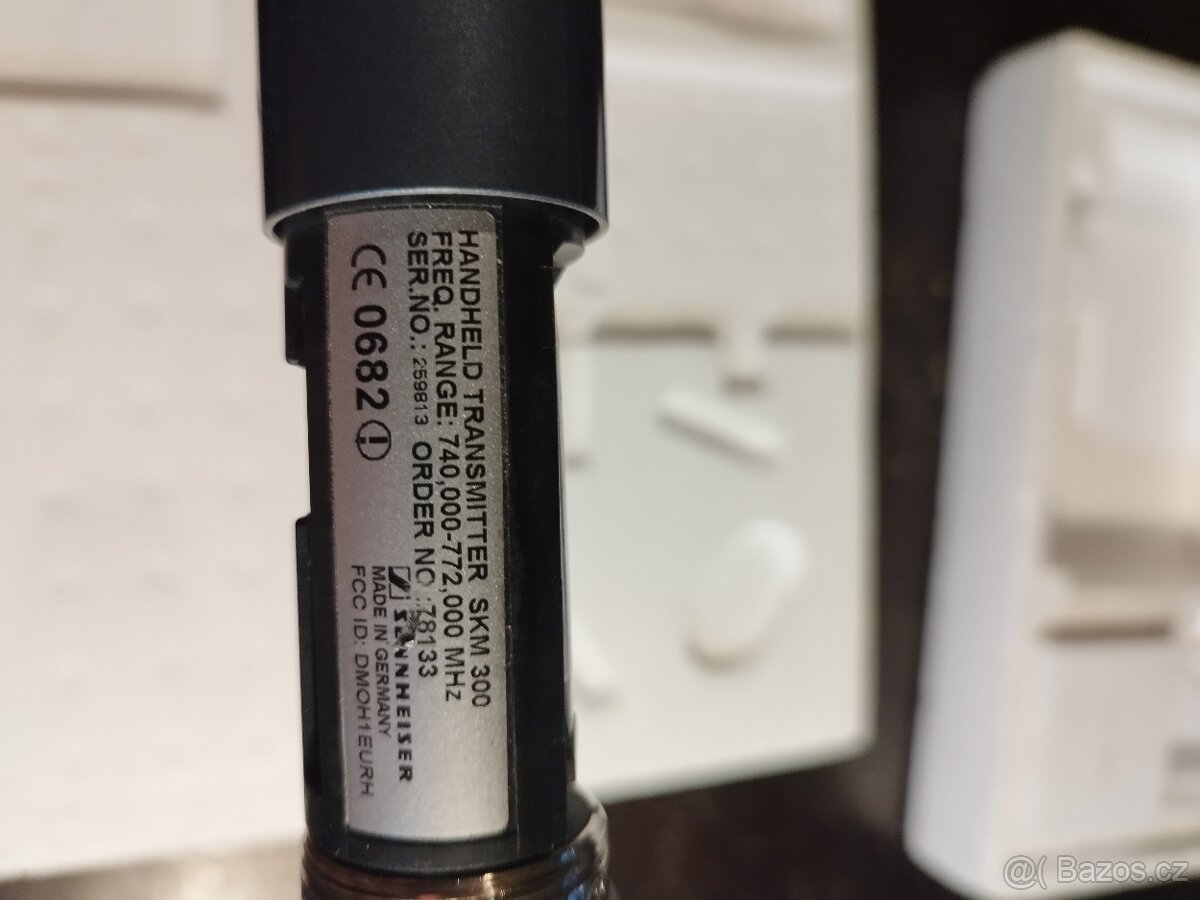 HANDHELD TRANSMITTER SKM 300
FREQ. RANGE: 740,000-772,000 MHz
SER.NO.: 259813 ORDER NO.:78133
CE 0682
SENNHEISER
MADE IN GERMANY
FCC ID: DMOH1EURH
@( Bazos.cz